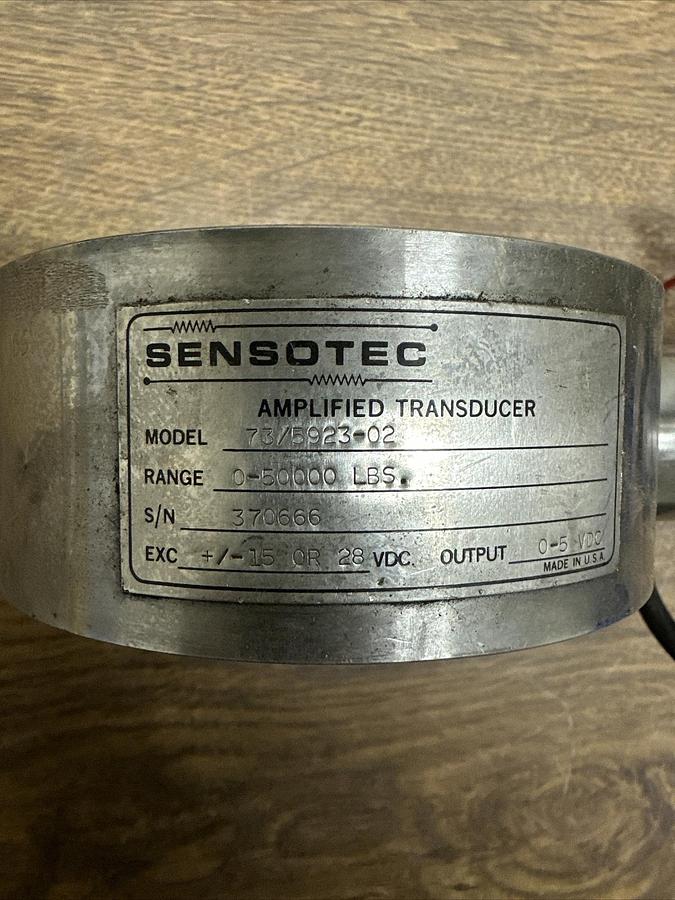 SENSOTEC
AMPLIFIED TRANSDUCER
MODEL 73/5923-02
RANGE 0-50000 LBS.
S/N 370666
EXC +/-15 OR 28 VDC. OUTPUT 0-5 VDC
MADE IN U.S.A.